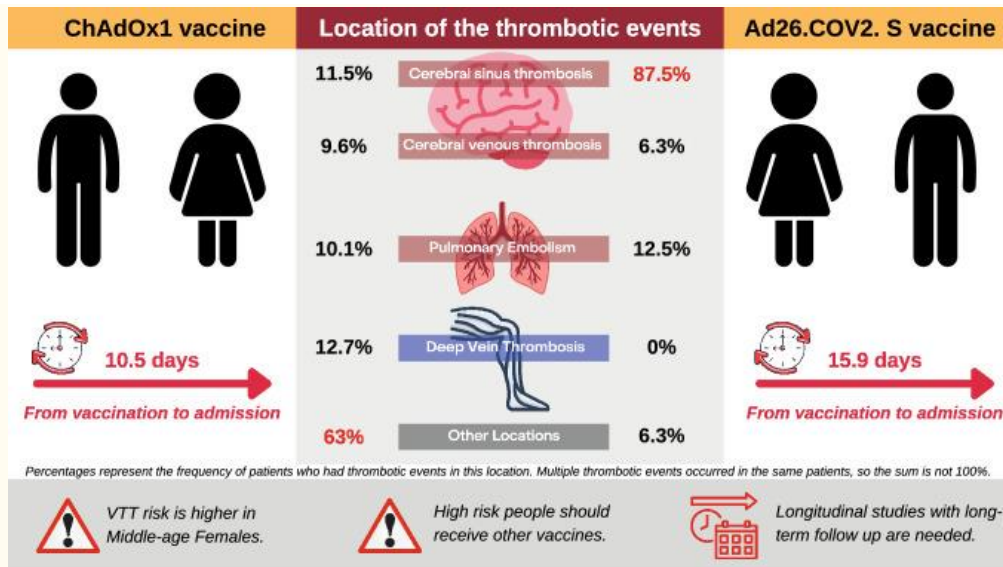 ChAdOx1 vaccine
Location of the thrombotic events
Ad26.COV2. S vaccine
11.5%
Cerebral sinus thrombosis
87.5%
9.6%
Cerebral venous thrombosis
6.3%
10.1%
Pulmonary Embolism
12.5%
12.7%
Deep Vein Thrombosis
0%
63%
Other Locations
6.3%
10.5 days
From vaccination to admission
15.9 days
From vaccination to admission
Percentages represent the frequency of patients who had thrombotic events in this location. Multiple thrombotic events occurred in the same patients, so the sum is not 100%.
VTT risk is higher in
Middle-age Females.
High risk people should
receive other vaccines.
Longitudinal studies with long-
term follow up are needed.